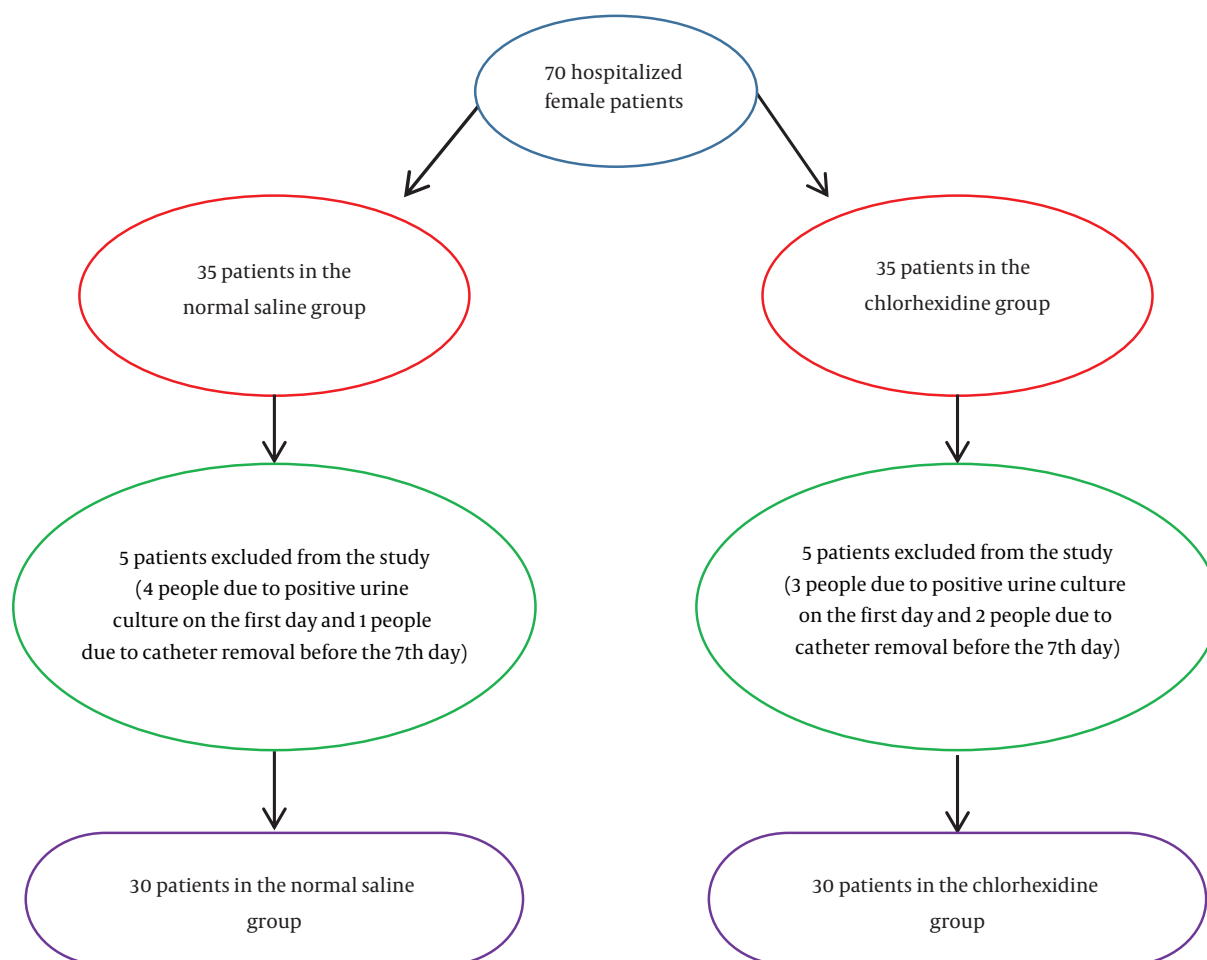 70 hospitalized
female patients
35 patients in the
normal saline group
35 patients in the
chlorhexidine group
5 patients excluded from the study
(4 people due to positive urine
culture on the first day and 1 people
due to catheter removal before the 7th day)
5 patients excluded from the study
(3 people due to positive urine culture
on the first day and 2 people due to
catheter removal before the 7th day)
30 patients in the normal saline
group
30 patients in the chlorhexidine
group